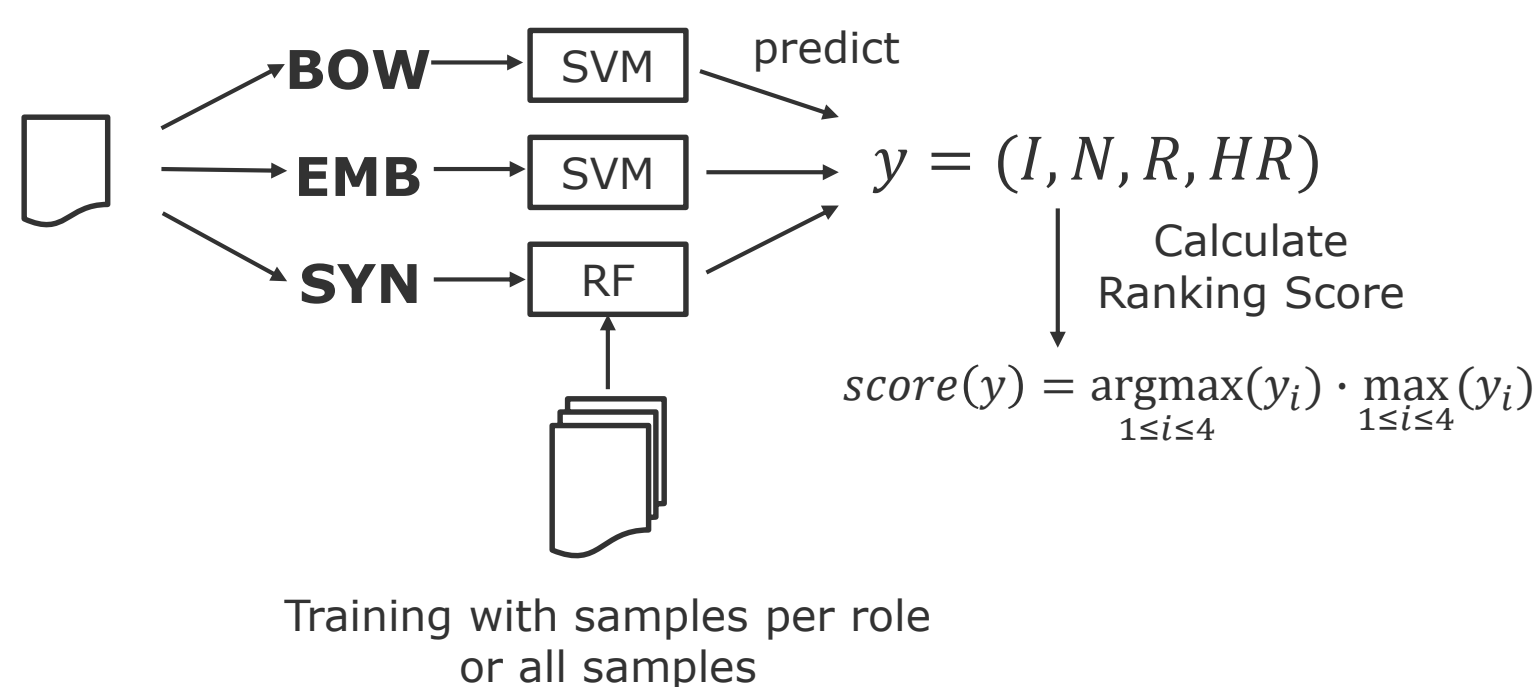 BOW
SVM
predict
EMB
SVM
y = (I, N, R, HR)
SYN
RF
Calculate
Ranking Score
score(y) = argmax(y_i) · max(y_i)
1≤i≤4 1≤i≤4
Training with samples per role
or all samples